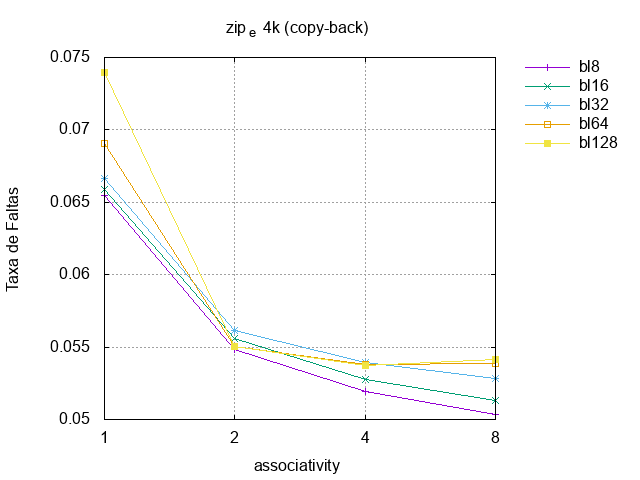 zip e 4k (copy-back)
0.075
0.07
0.065
0.06
0.055
0.05
1 2 4 8
Taxa de Faltas
associativity
bl8
bl16
bl32
bl64
bl128